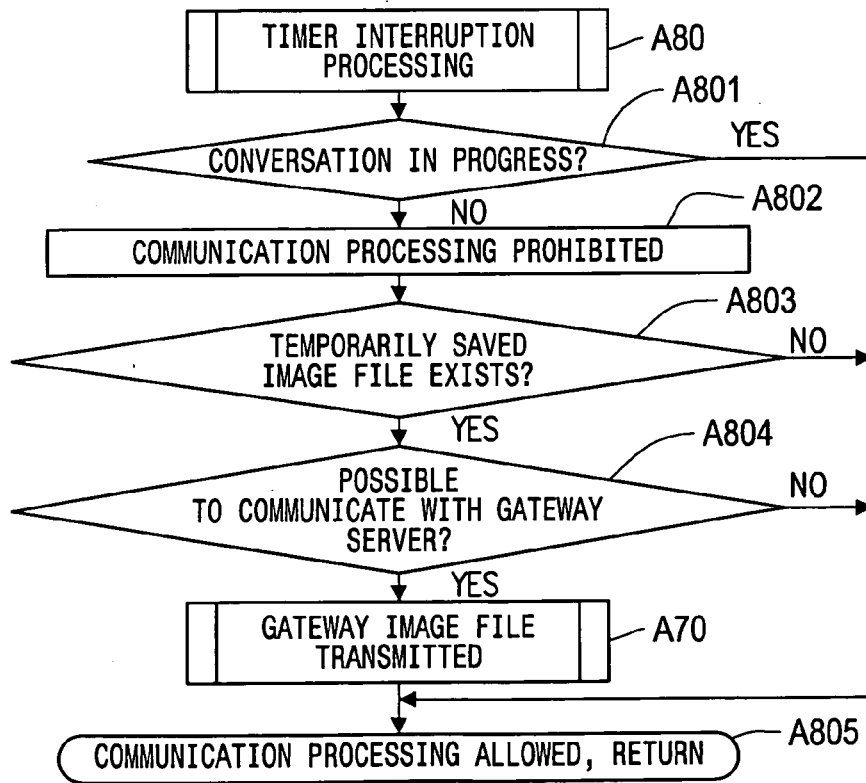 TIMER INTERRUPTION
PROCESSING
A80
A801
CONVERSATION IN PROGRESS?
YES
NO
A802
COMMUNICATION PROCESSING PROHIBITED
A803
TEMPORARILY SAVED
IMAGE FILE EXISTS?
NO
YES
A804
POSSIBLE
TO COMMUNICATE WITH GATEWAY
SERVER?
NO
YES
GATEWAY IMAGE FILE
TRANSMITTED
A70
A805
COMMUNICATION PROCESSING ALLOWED, RETURN